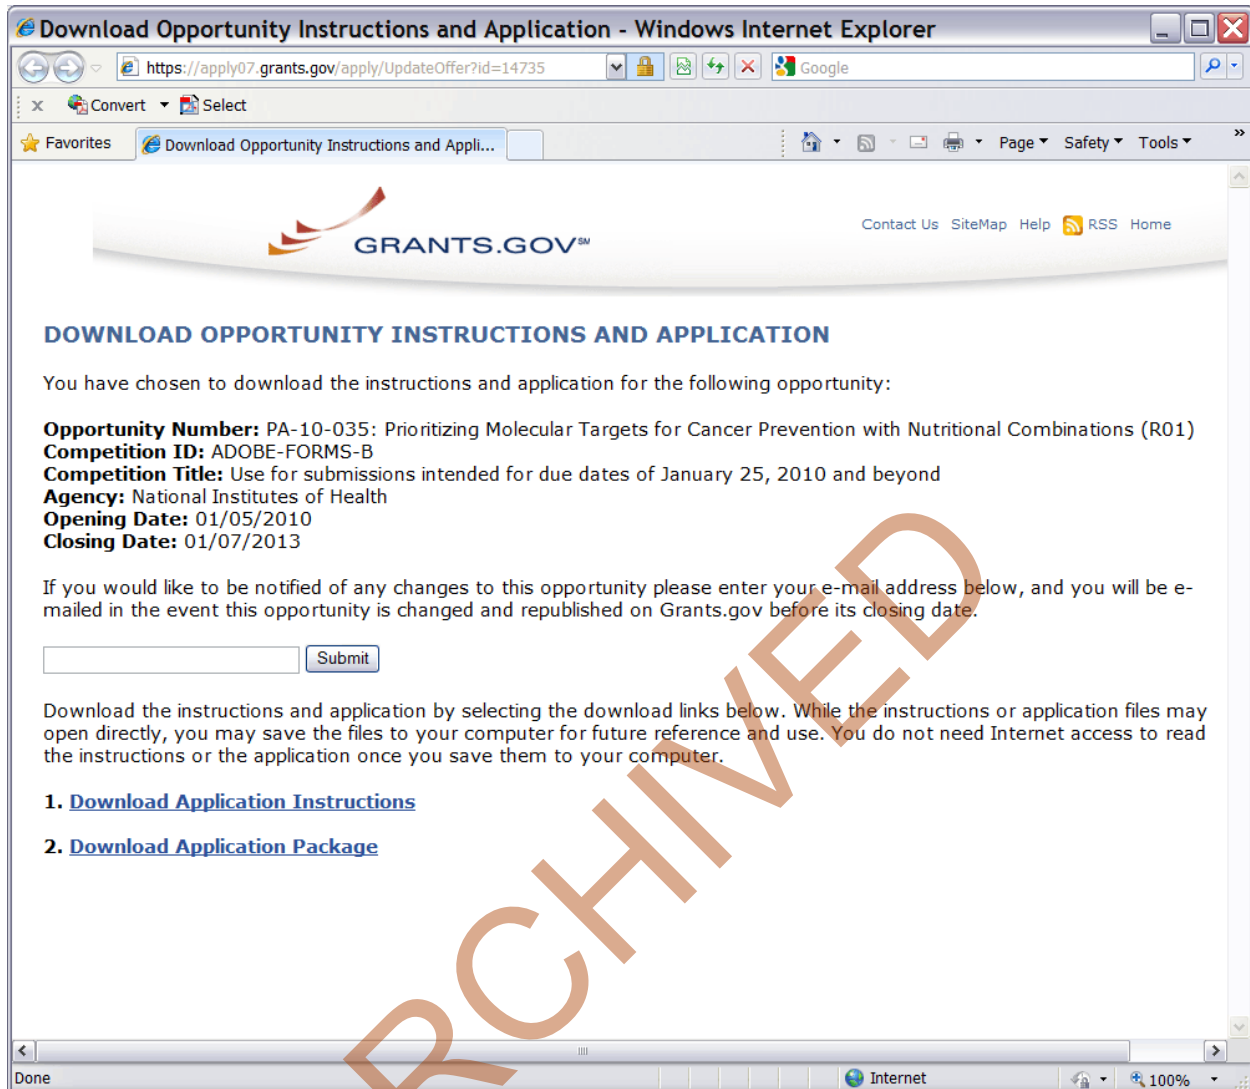 Download Opportunity Instructions and Application - Windows Internet Explorer
https://apply07.grants.gov/apply/UpdateOffer?id=14735
Google
x Convert Select
Favorites Download Opportunity Instructions and Appli... Page Safety Tools »
GRANTS.GOV℠
Contact Us SiteMap Help RSS Home
DOWNLOAD OPPORTUNITY INSTRUCTIONS AND APPLICATION
You have chosen to download the instructions and application for the following opportunity:
Opportunity Number: PA-10-035: Prioritizing Molecular Targets for Cancer Prevention with Nutritional Combinations (R01)
Competition ID: ADOBE-FORMS-B
Competition Title: Use for submissions intended for due dates of January 25, 2010 and beyond
Agency: National Institutes of Health
Opening Date: 01/05/2010
Closing Date: 01/07/2013
If you would like to be notified of any changes to this opportunity please enter your e-mail address below, and you will be e-
mailed in the event this opportunity is changed and republished on Grants.gov before its closing date.
Submit
Download the instructions and application by selecting the download links below. While the instructions or application files may
open directly, you may save the files to your computer for future reference and use. You do not need Internet access to read
the instructions or the application once you save them to your computer.
1. Download Application Instructions
2. Download Application Package
RCHIVED
Done Internet 100%